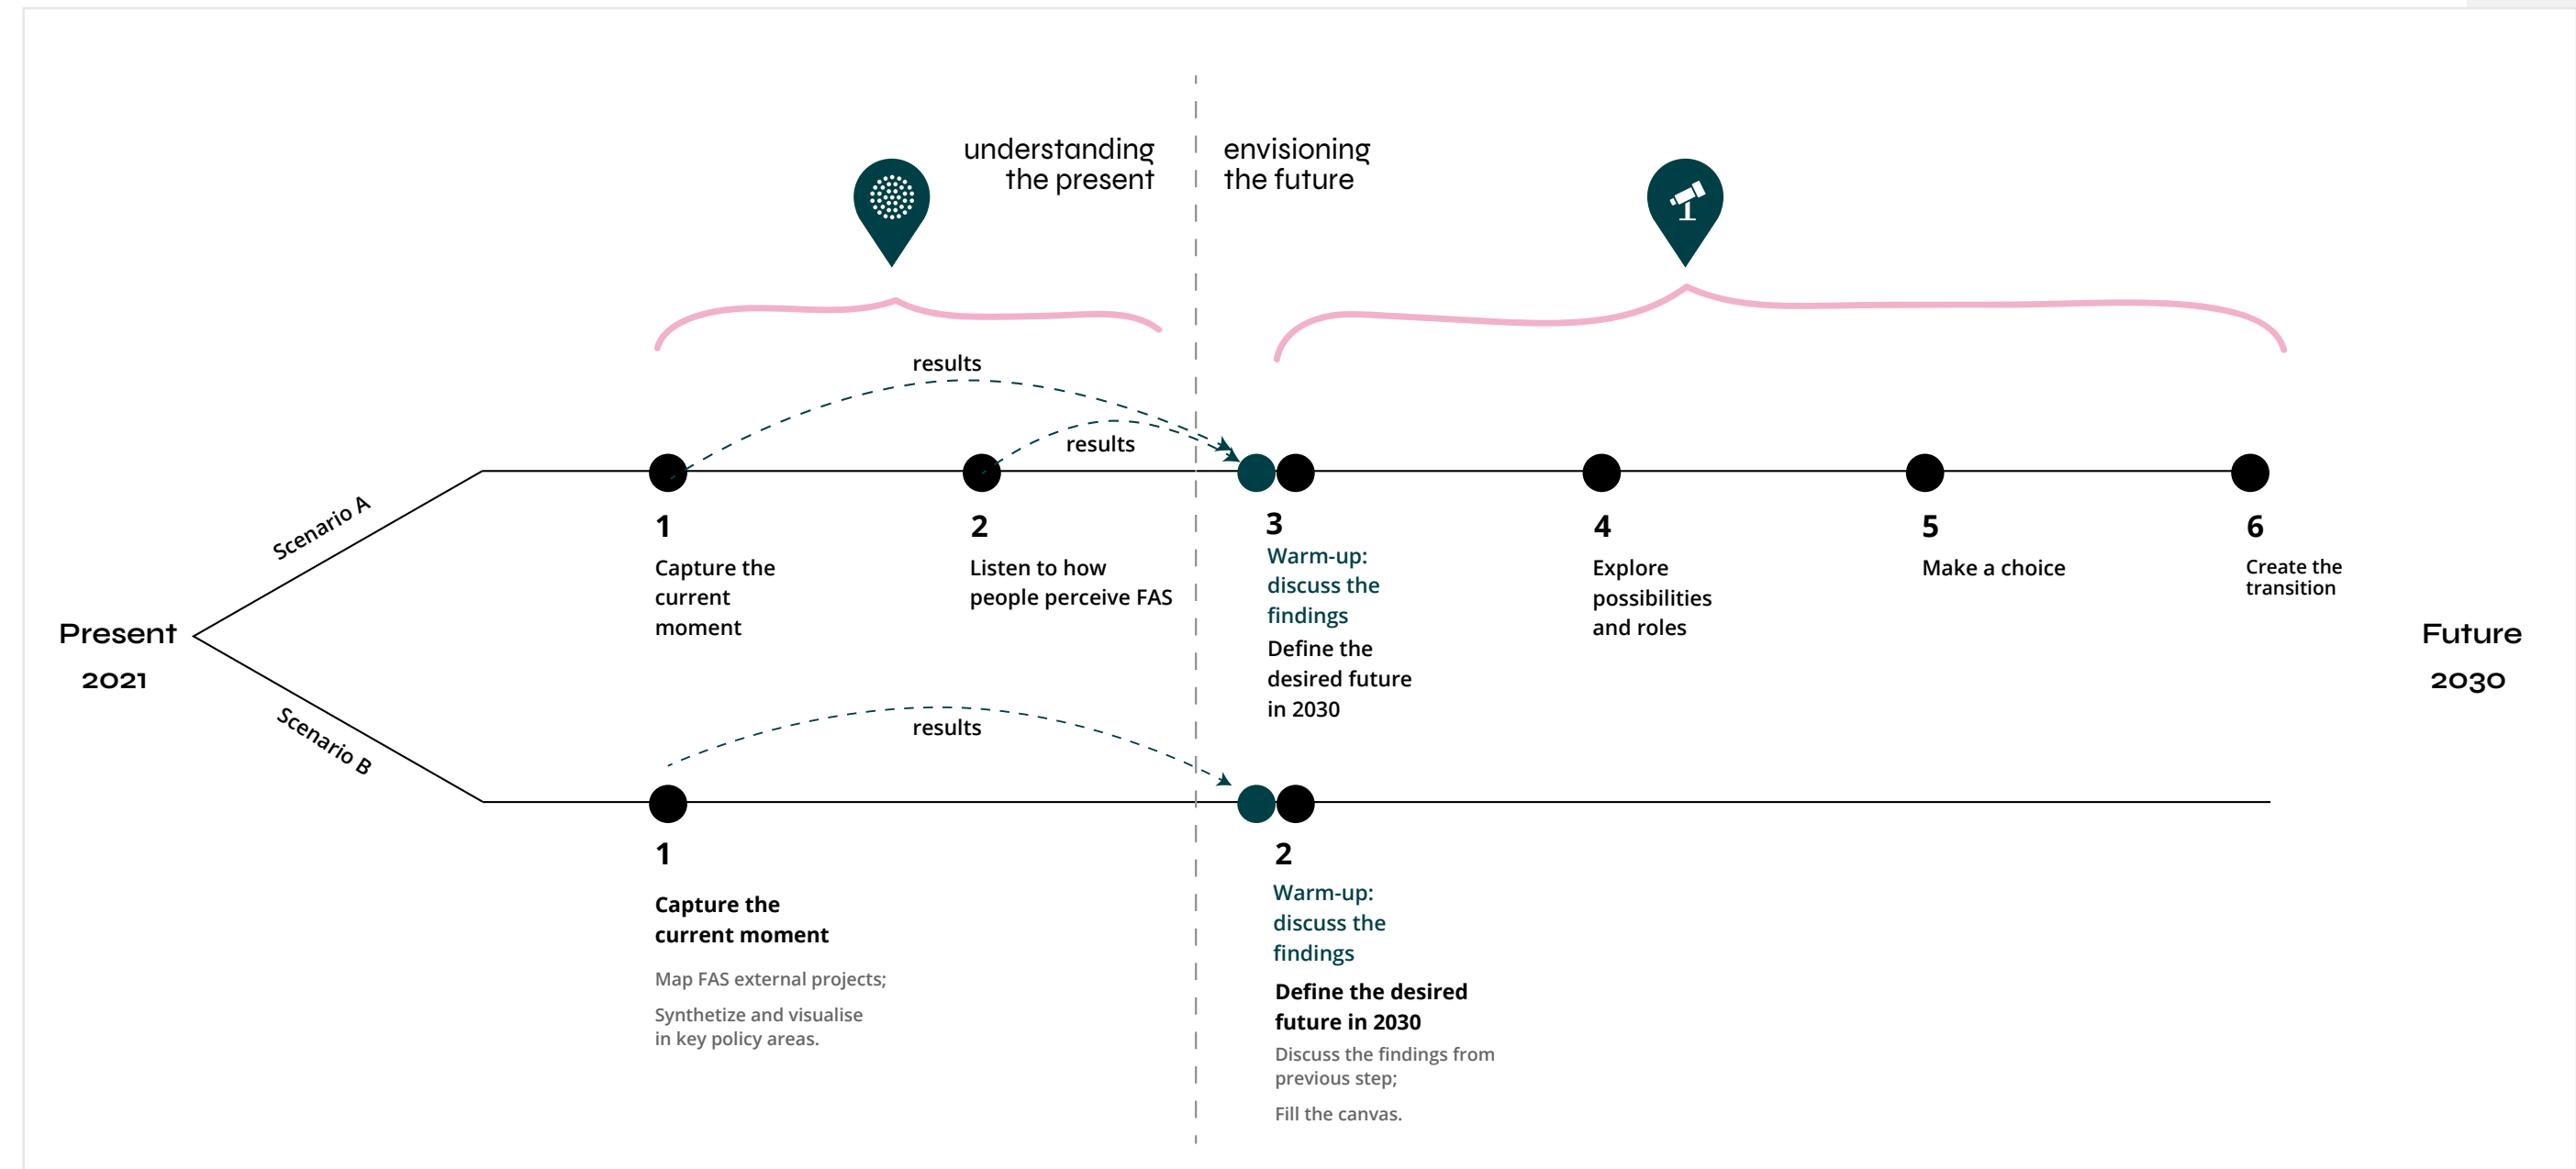 understanding
the present
envisioning
the future
results
results
Scenario A
1
Capture the
current
moment
2
Listen to how
people perceive FAS
3
Warm-up:
discuss the
findings
Define the
desired future
in 2030
4
Explore
possibilities
and roles
5
Make a choice
6
Create the
transition
Present
2021
Future
2030
Scenario B
results
1
Capture the
current moment
Map FAS external projects;
Synthetize and visualise
in key policy areas.
2
Warm-up:
discuss the
findings
Define the desired
future in 2030
Discuss the findings from
previous step;
Fill the canvas.